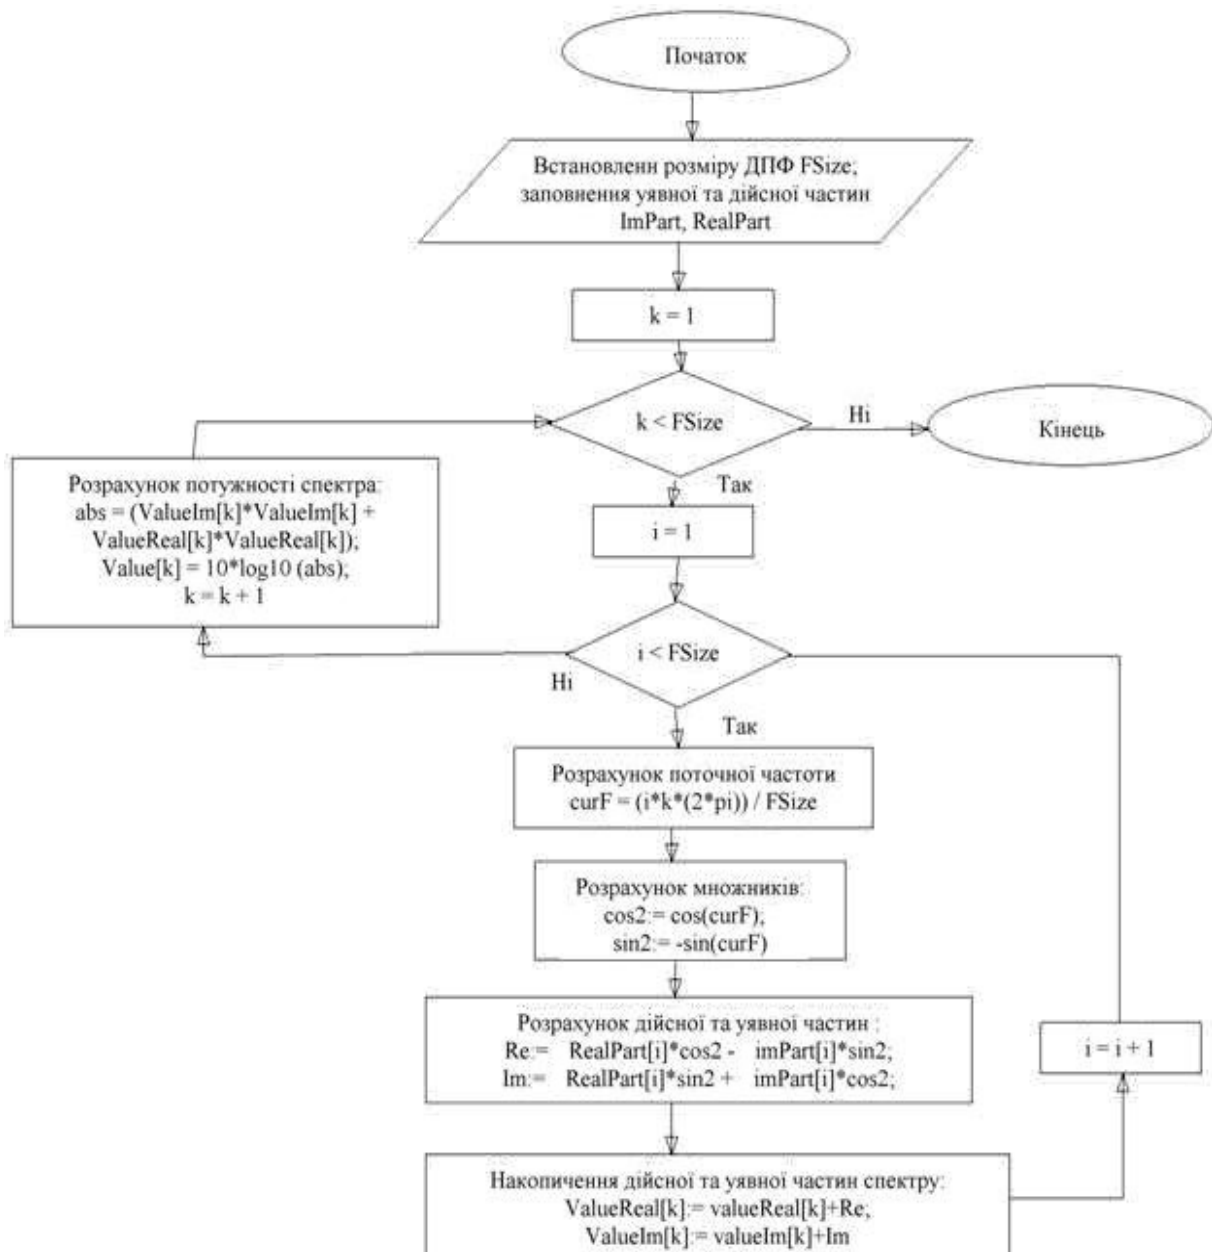 Початок
Встановленн розміру ДПФ FSize;
заповнення уявної та дійсної частин
ImPart, RealPart
k = 1
k < FSize
Ні
Кінець
Так
Розрахунок потужності спектра:
abs = (ValueIm[k]*ValueIm[k] +
ValueReal[k]*ValueReal[k]);
Value[k] = 10*log10 (abs);
k = k + 1
i = 1
i < FSize
Ні
Так
Розрахунок поточної частоти
curF = (i*k*(2*pi)) / FSize
Розрахунок множників:
cos2:= cos(curF);
sin2:= -sin(curF)
Розрахунок дійсної та уявної частин :
Re:= RealPart[i]*cos2 - imPart[i]*sin2;
Im:= RealPart[i]*sin2 + imPart[i]*cos2;
i = i + 1
Накопичення дійсної та уявної частин спектру:
ValueReal[k]:= valueReal[k]+Re;
ValueIm[k]:= valueIm[k]+Im